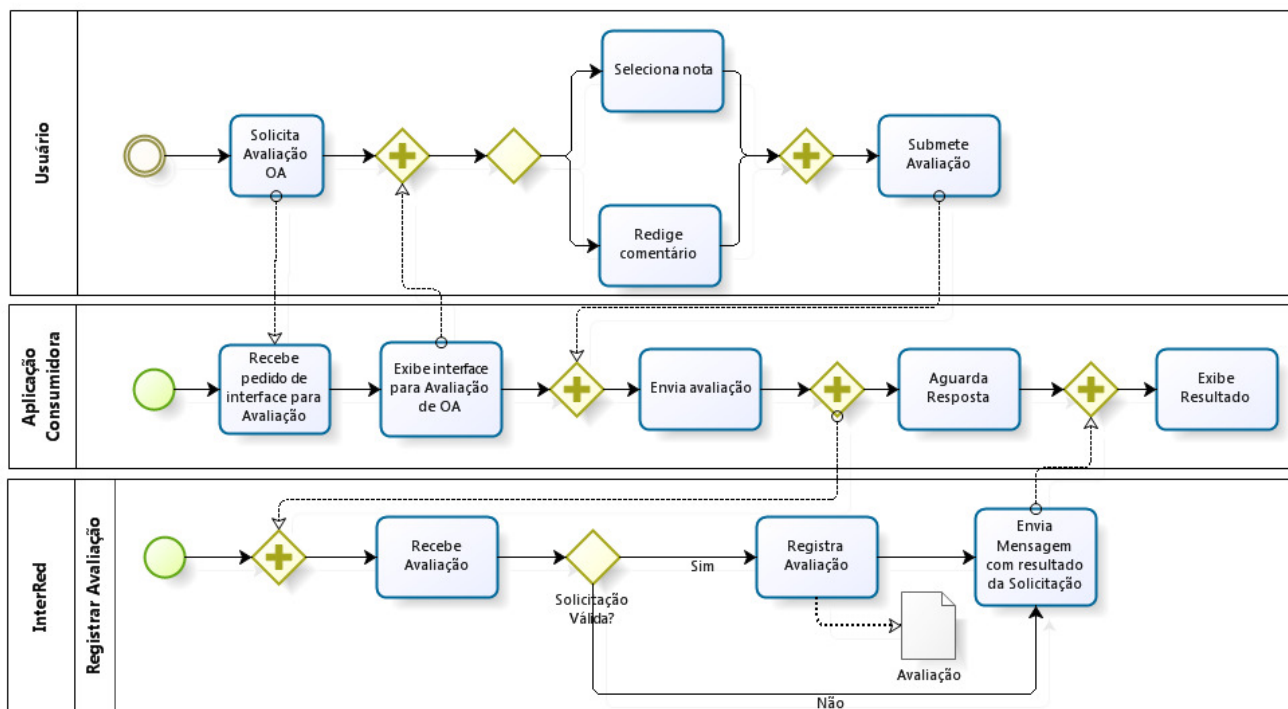 Usuário
Solicita
Avaliação
OA
Seleciona nota
Redige
comentário
Submete
Avaliação
Aplicação
Consumidora
Recebe
pedido de
interface para
Avaliação
Exibe interface
para Avaliação
de OA
Envia avaliação
Aguarda
Resposta
Exibe
Resultado
InterRed
Registrar Avaliação
Recebe
Avaliação
Solicitação
Válida?
Sim
Registra
Avaliação
Avaliação
Envia
Mensagem
com resultado
da Solicitação
Não